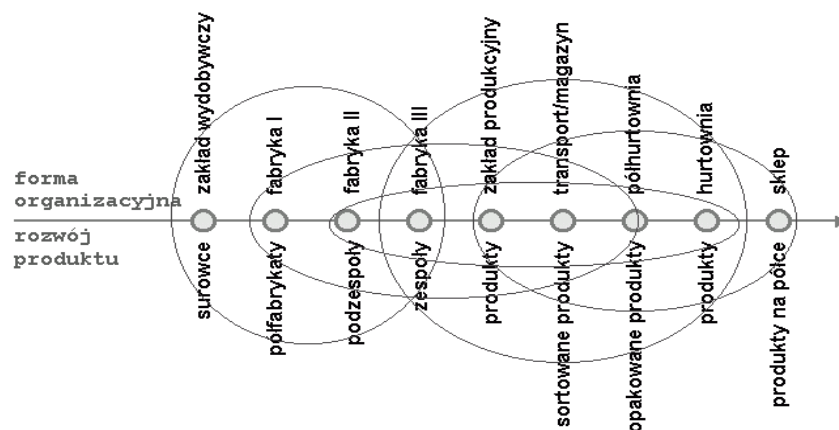 zakład wydobywczy
fabryka I
fabryka II
fabryka III
zakład produkcyjny
transport/magazyn
półhurtownia
hurtownia
sklep
forma
organizacyjna
rozwój
produktu
surowce
półfabrykaty
podzespoły
zespoły
produkty
sortowane produkty
opakowane produkty
produkty
produkty na półce